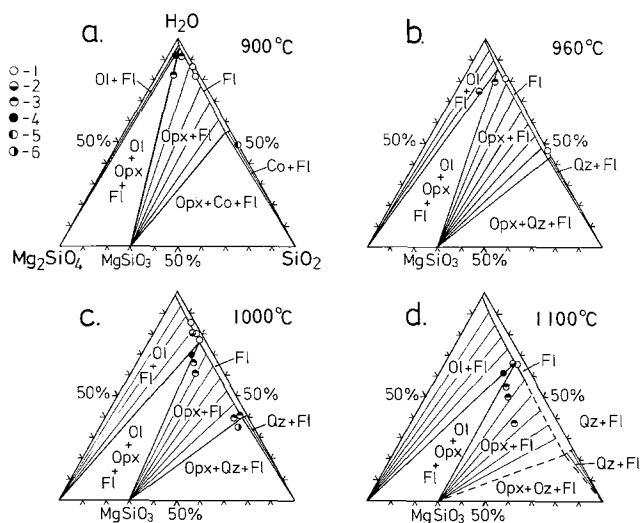 a.
H₂O
900°C
-1
-2
-3
-4
-5
-6
Ol+Fl
Fl
50%
50%
Ol
+
Opx
+
Fl
Opx+Fl
Co+Fl
Opx+Co+Fl
Mg₂SiO₄
MgSiO₃
50%
SiO₂
b.
960°C
Ol
+
Fl
Fl
50%
50%
Ol
+
Opx
+
Fl
Opx+Fl
Qz+Fl
Opx+Qz+Fl
MgSiO₃
50%
c.
1000°C
Ol
+
Fl
Fl
50%
50%
Ol
+
Opx
+
Fl
Opx+Fl
Qz+Fl
Opx+Qz+Fl
MgSiO₃
50%
d.
1100°C
Fl
Ol+Fl
50%
50%
Ol
+
Opx
+
Fl
Opx+Fl
Qz+Fl
Qz+Fl
Opx+Qz+Fl
MgSiO₃
50%